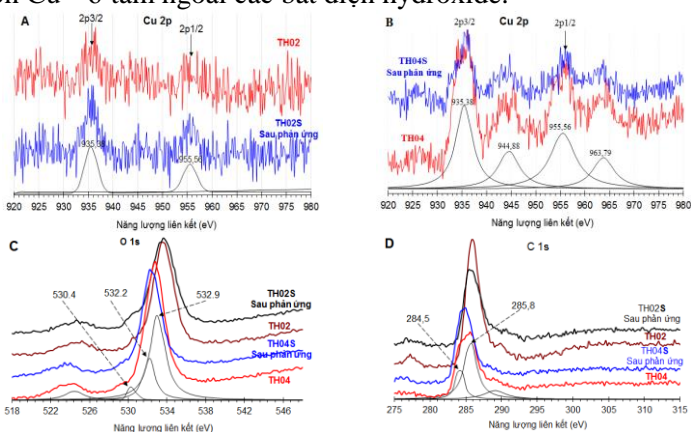 ở tâm ngoài các bát diện hydroxide.
A
2p3/2
Cu 2p
2p1/2
TH02
TH02S
Sau phản ứng
935,38
955,56
920 925 930 935 940 945 950 955 960 965 970 975 980
Năng lượng liên kết (eV)
B
2p3/2
Cu 2p
2p1/2
TH04S
Sau phản ứng
TH04
935,38
944,88
955,56
963,79
920 925 930 935 940 945 950 955 960 965 970 975 980
Năng lượng liên kết (eV)
C
O 1s
530.4
532.2
532.9
TH02S
Sau phản ứng
TH02
TH04S
Sau phản ứng
TH04
518 522 526 530 534 538 542 546
Năng lượng liên kết (eV)
D
C 1s
284,5
285,8
TH02S
Sau phản ứng
TH02
TH04S
Sau phản ứng
TH04
275 280 285 290 295 300 305 310 315
Năng lượng liên kết (eV)